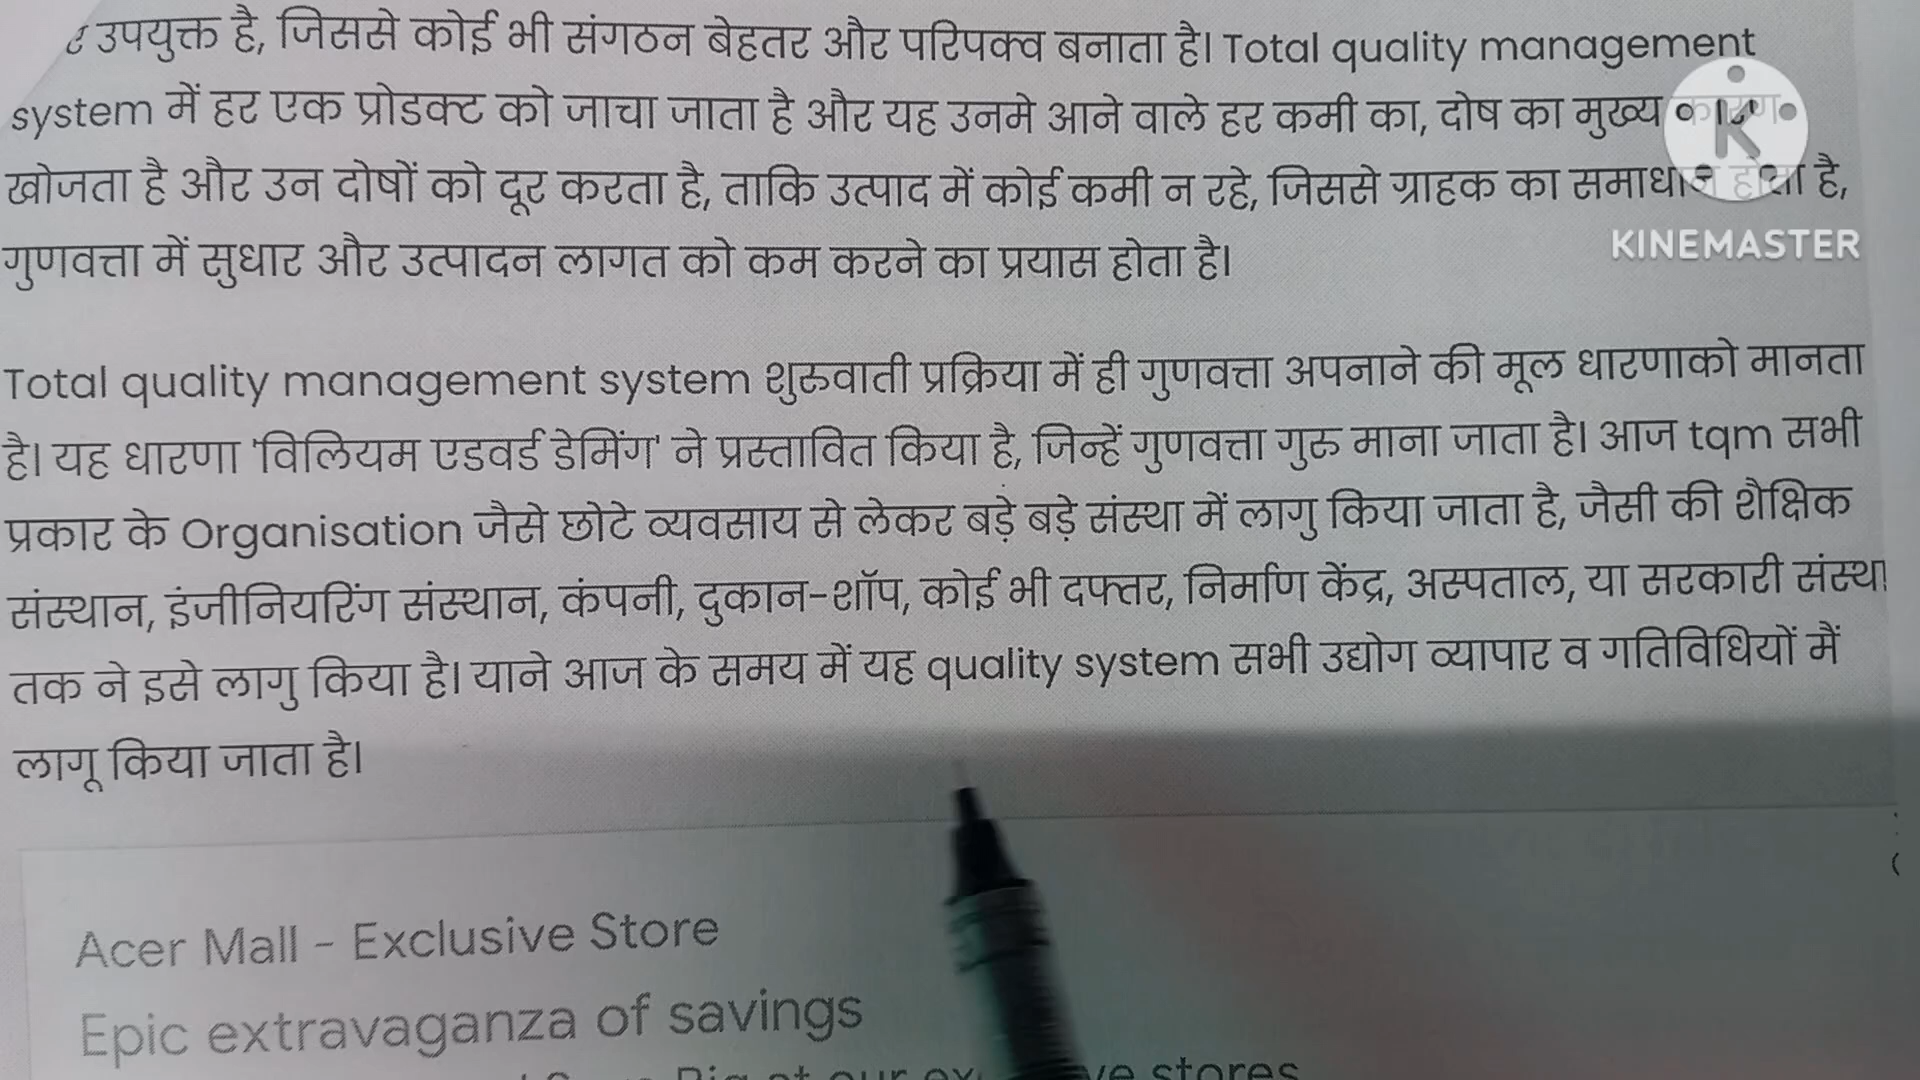 उपयुक्त है, जिससे कोई भी संगठन बेहतर और परिपक्व बनाता है। Total quality management
system में हर एक प्रोडक्ट को जाचा जाता है और यह उनमे आने वाले हर कमी का, दोष का मुख्य कारण
खोजता है और उन दोषों को दूर करता है, ताकि उत्पाद में कोई कमी न रहे, जिससे ग्राहक का समाधान होता है,
गुणवत्ता में सुधार और उत्पादन लागत को कम करने का प्रयास होता है।
KINEMASTER
Total quality management system शुरुवाती प्रक्रिया में ही गुणवत्ता अपनाने की मूल धारणाको मानता
है। यह धारणा 'विलियम एडवर्ड डेमिंग' ने प्रस्तावित किया है, जिन्हें गुणवत्ता गुरु माना जाता है। आज tqm सभी
प्रकार के Organisation जैसे छोटे व्यवसाय से लेकर बड़े बड़े संस्था में लागु किया जाता है, जैसी की शैक्षिक
संस्थान, इंजीनियरिंग संस्थान, कंपनी, दुकान-शॉप, कोई भी दफ्तर, निर्माण केंद्र, अस्पताल, या सरकारी संस्था
तक ने इसे लागु किया है। याने आज के समय में यह quality system सभी उद्योग व्यापार व गतिविधियों मैं
लागू किया जाता है।
Acer Mall - Exclusive Store
Epic extravaganza of savings
stores